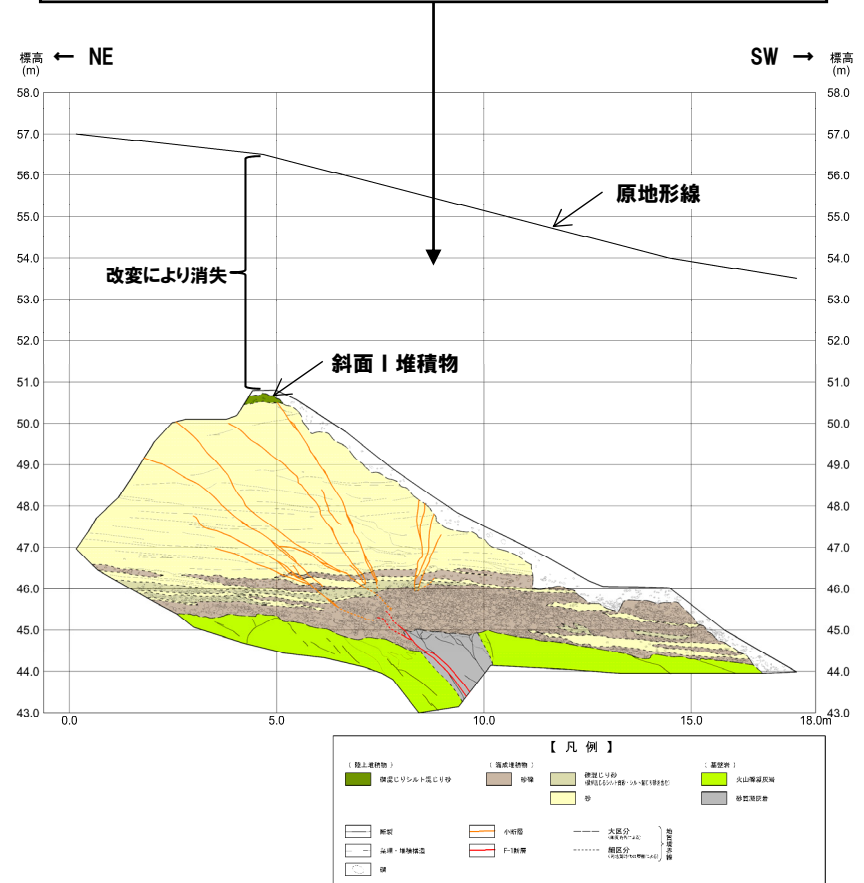 標高 ← NE
(m)
SW → 標高
(m)
58.0 58.0
57.0 57.0
56.0 56.0
55.0 55.0
54.0 54.0
53.0 53.0
52.0 52.0
51.0 51.0
50.0 50.0
49.0 49.0
48.0 48.0
47.0 47.0
46.0 46.0
45.0 45.0
44.0 44.0
43.0 43.0
原地形線
改変により消失
斜面Ⅰ堆積物
0.0 5.0 10.0 15.0 18.0m
【 凡 例 】
( 陸上堆積物 ) ( 海成堆積物 ) ( 基盤岩 )
礫混じりシルト混じり砂 砂礫 礫混じり砂 火山礫凝灰岩
砂 砂質凝灰岩
断裂 小断層 大区分
葉理・堆積構造 F-1断層 細区分
礫
地質境界線